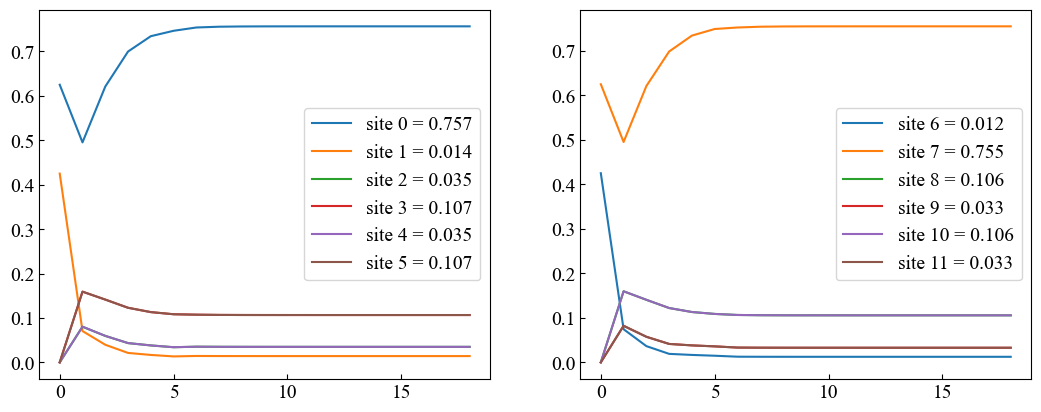 0.7
0.6
0.5
0.4
0.3
0.2
0.1
0.0
0
5
10
15
site 0 = 0.757
site 1 = 0.014
site 2 = 0.035
site 3 = 0.107
site 4 = 0.035
site 5 = 0.107
0.7
0.6
0.5
0.4
0.3
0.2
0.1
0.0
0
5
10
15
site 6 = 0.012
site 7 = 0.755
site 8 = 0.106
site 9 = 0.033
site 10 = 0.106
site 11 = 0.033